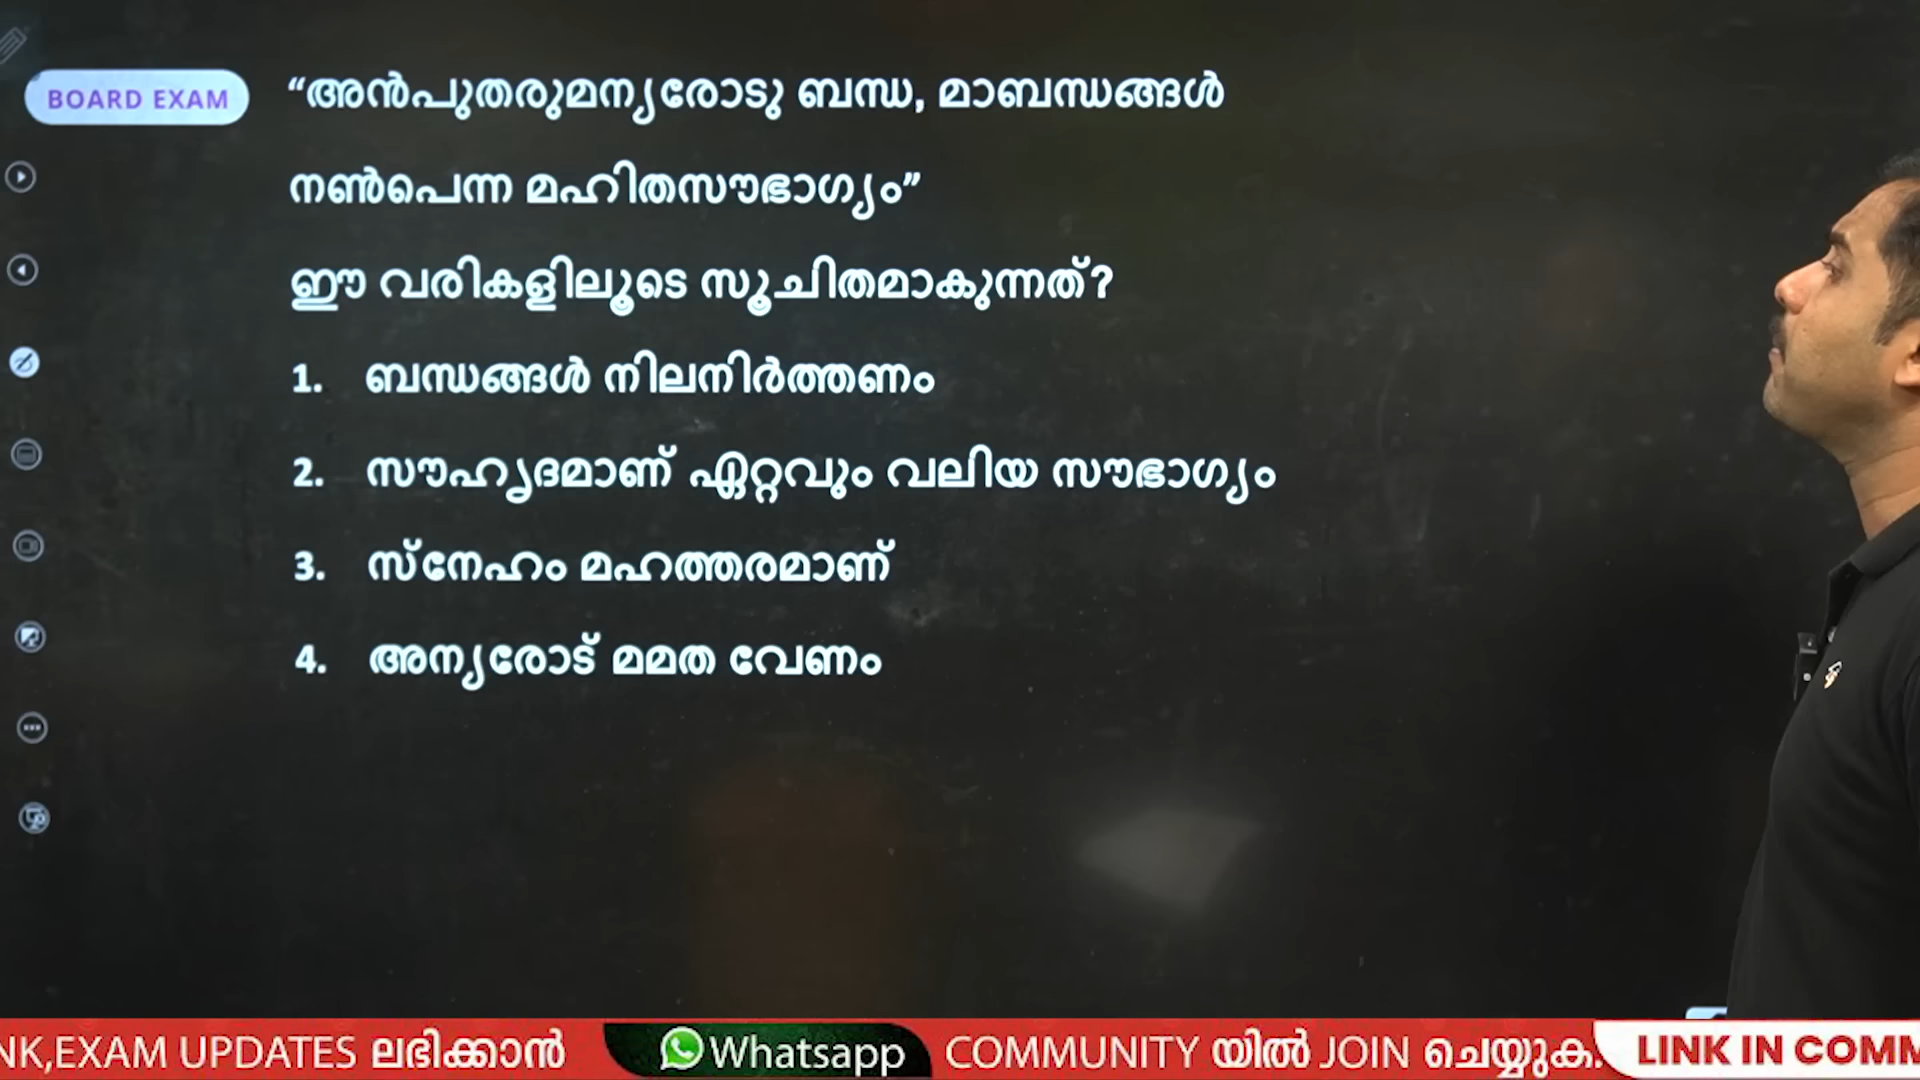 BOARD EXAM
“അൻപുതരുമന്യരോടു ബന്ധ, മാബന്ധങ്ങൾ
നൺപെന്ന മഹിതസൗഭാഗ്യം”
ഈ വരികളിലൂടെ സൂചിതമാകുന്നത്?
1. ബന്ധങ്ങൾ നിലനിർത്തണം
2. സൗഹൃദമാണ് ഏറ്റവും വലിയ സൗഭാഗ്യം
3. സ്നേഹം മഹത്തരമാണ്
4. അന്യരോട് മമത വേണം
NK,EXAM UPDATES ലഭിക്കാൻ Whatsapp COMMUNITY യിൽ JOIN ചെയ്യുക. LINK IN COMM